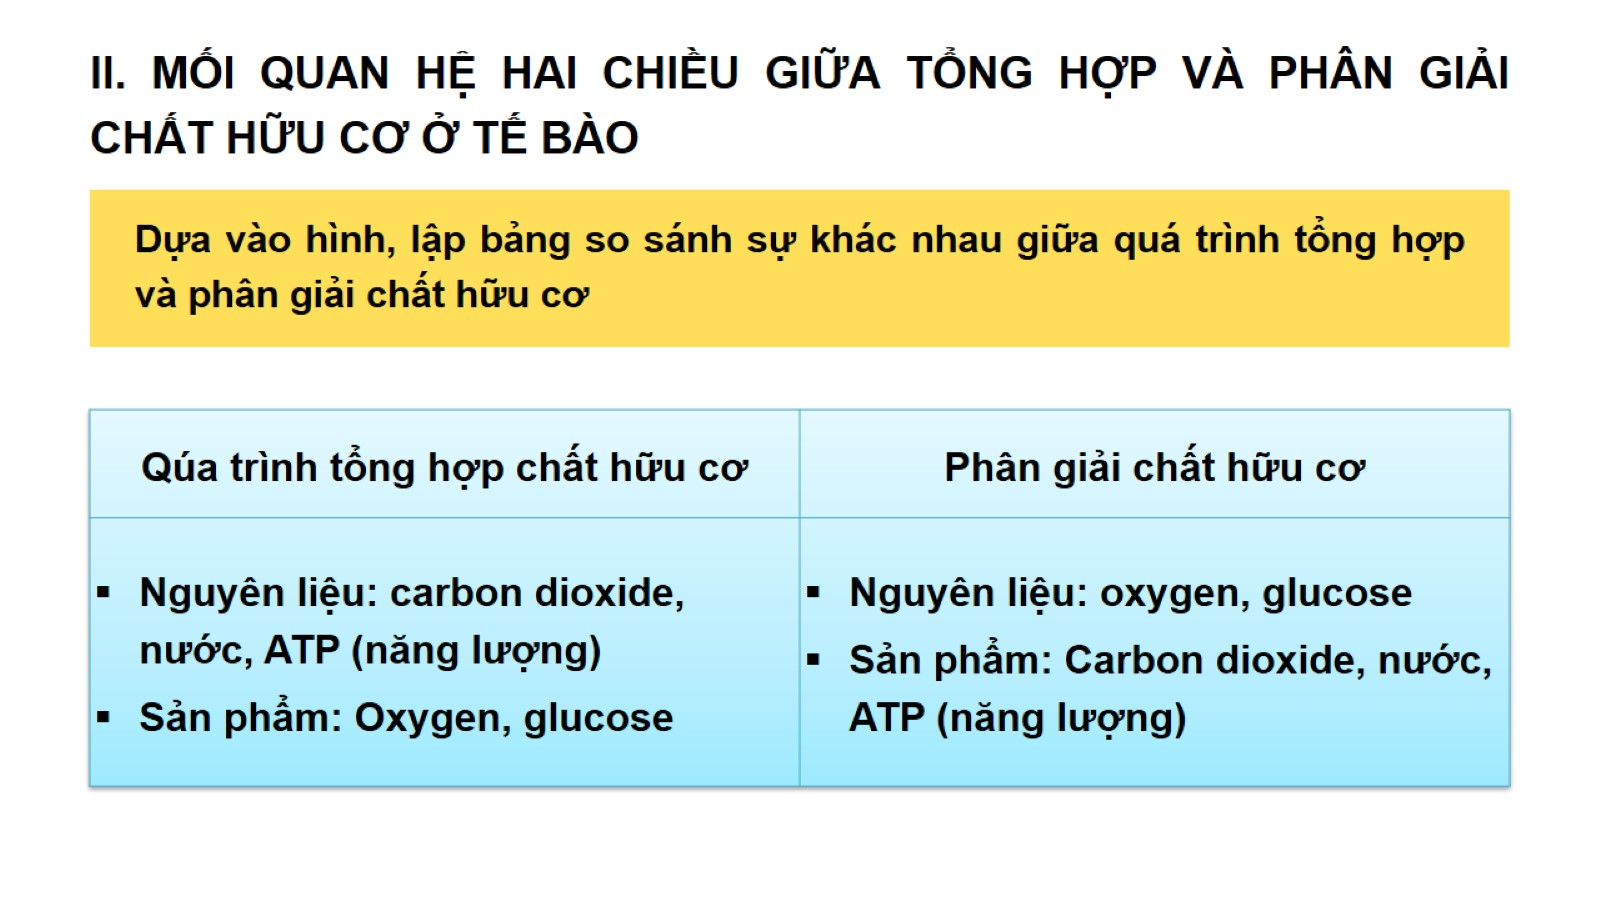 II. MỐI QUAN HỆ HAI CHIỀU GIỮA TỔNG HỢP VÀ PHÂN GIẢI
CHẤT HỮU CƠ Ở TẾ BÀO
Dựa vào hình, lập bảng so sánh sự khác nhau giữa quá trình tổng hợp
và phân giải chất hữu cơ
Qúa trình tổng hợp chất hữu cơ
Phân giải chất hữu cơ
▪ Nguyên liệu: carbon dioxide,
nước, ATP (năng lượng)
▪ Sản phẩm: Oxygen, glucose
▪ Nguyên liệu: oxygen, glucose
▪ Sản phẩm: Carbon dioxide, nước,
ATP (năng lượng)